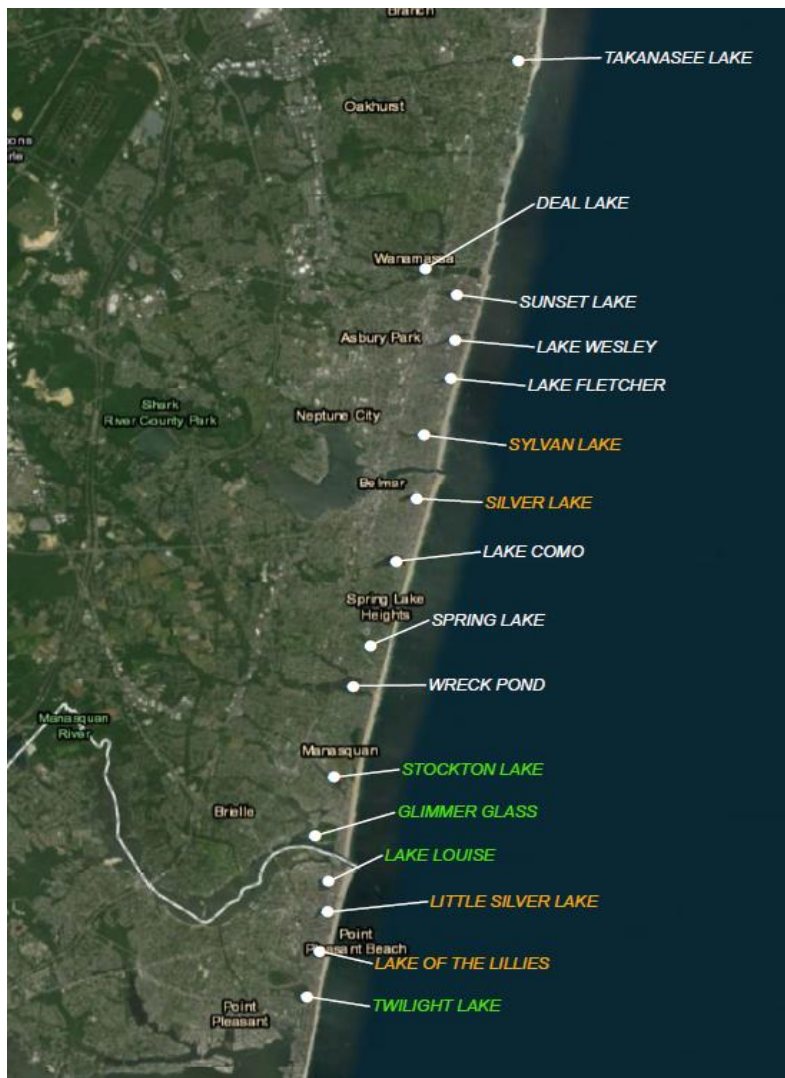 Branch
TAKANASEE LAKE
Oakhurst
DEAL LAKE
Wanamassa
SUNSET LAKE
Asbury Park
LAKE WESLEY
LAKE FLETCHER
Shark
River County Park
Neptune City
SYLVAN LAKE
Belmar
SILVER LAKE
LAKE COMO
Spring Lake
Heights
SPRING LAKE
WRECK POND
Manasquan
River
Manasquan
STOCKTON LAKE
Brielle
GLIMMER GLASS
LAKE LOUISE
LITTLE SILVER LAKE
Point
Pleasant Beach
LAKE OF THE LILLIES
TWILIGHT LAKE
Point
Pleasant